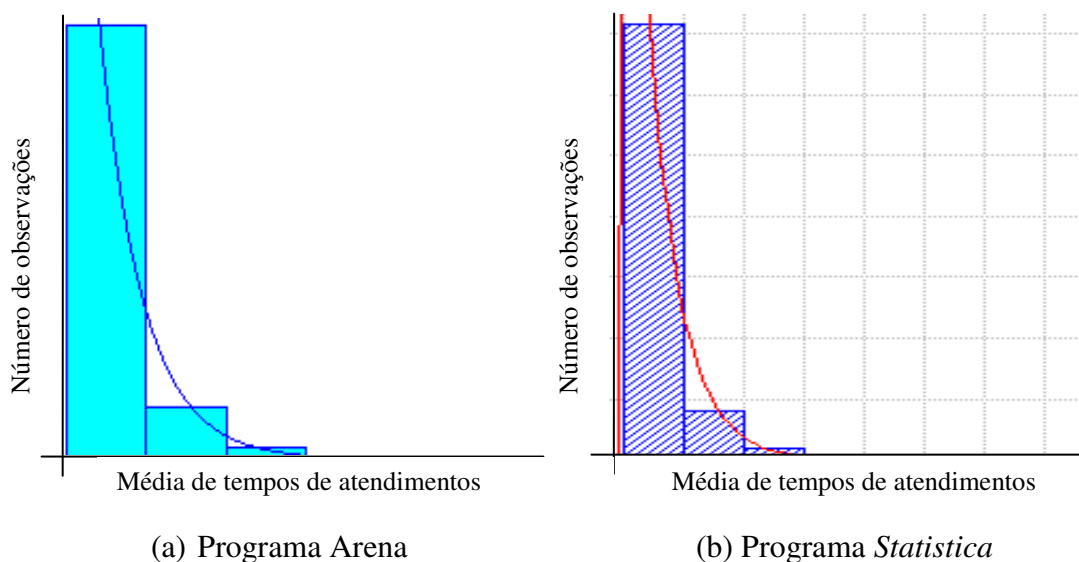 Número de observações
Média de tempos de atendimentos
(a) Programa Arena
Número de observações
Média de tempos de atendimentos
(b) Programa Statistica